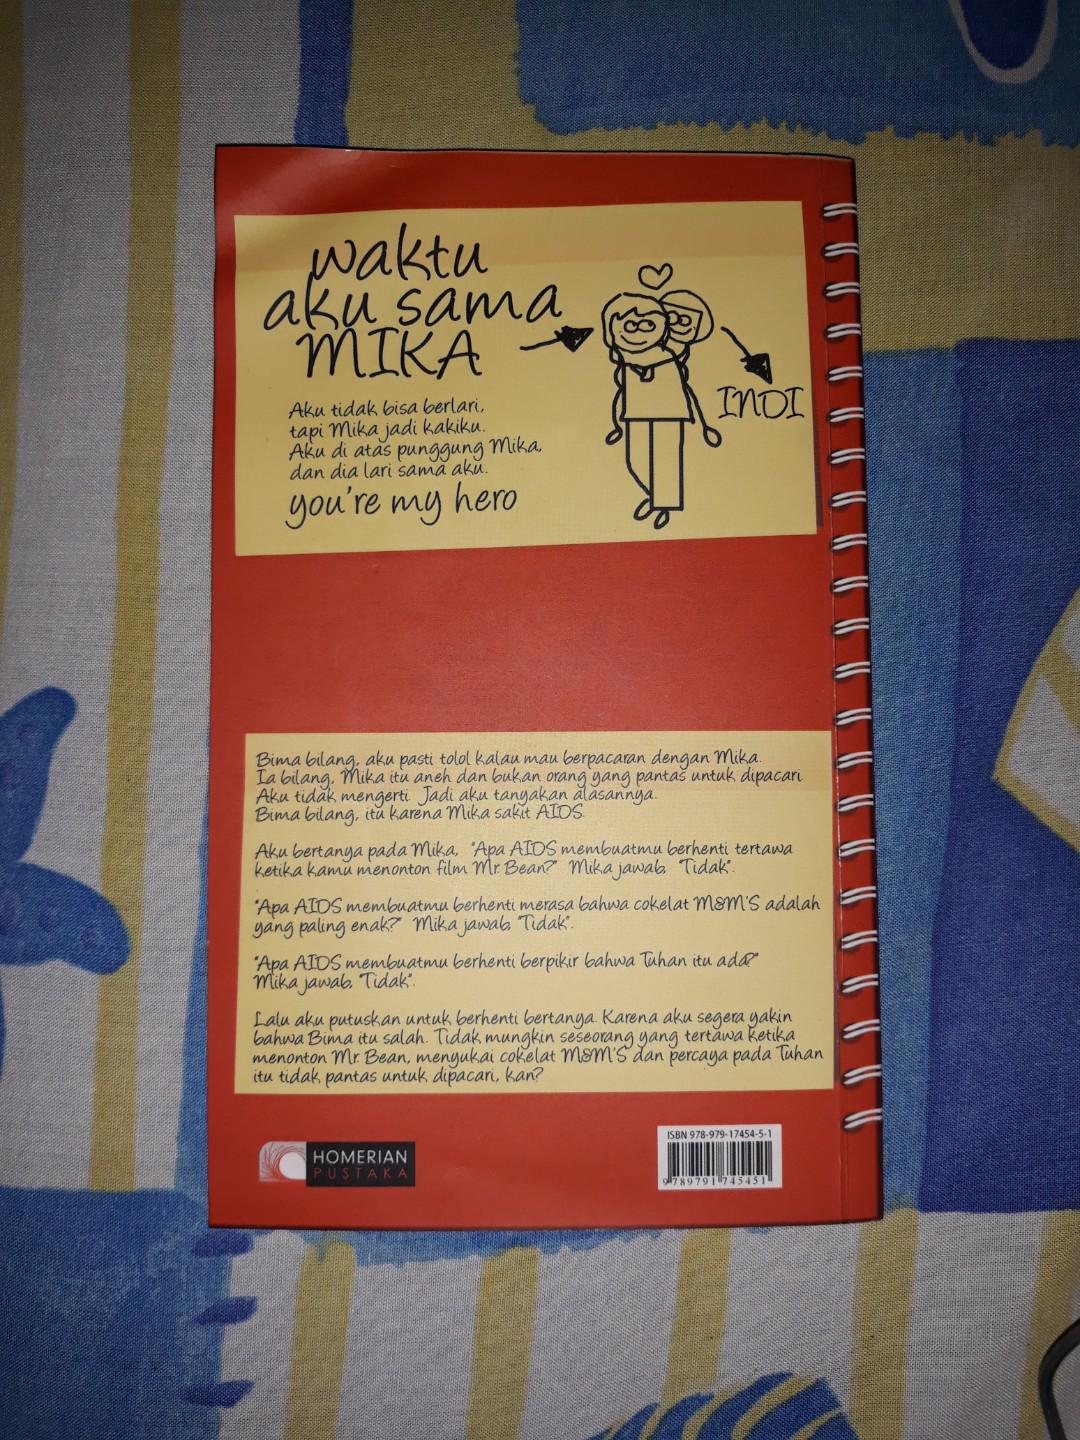 waktu
aku sama
MIKA
INDI
Aku tidak bisa berlari,
tapi Mika jadi kakiku.
Aku di atas punggung Mika,
dan dia lari sama aku.
you're my hero
Bima bilang, aku pasti tolol kalau mau berpacaran dengan Mika.
Ia bilang, Mika itu aneh dan bukan orang yang pantas untuk dipacari
Aku tidak mengerti. Jadi aku tanyakan alasannya.
Bima bilang, itu karena Mika sakit AIDS.
Aku bertanya pada Mika, "Apa AIDS membuatmu berhenti tertawa
ketika kamu menonton film Mr. Bean?" Mika jawab, "Tidak".
"Apa AIDS membuatmu berhenti merasa bahwa cokelat M&M'S adalah
yang paling enak?" Mika jawab, "Tidak".
"Apa AIDS membuatmu berhenti berpikir bahwa Tuhan itu ada?"
Mika jawab, "Tidak".
Lalu aku putuskan untuk berhenti bertanya. Karena aku segera yakin
bahwa Bima itu salah. Tidak mungkin seseorang yang tertawa ketika
menonton Mr. Bean, menyukai cokelat M&M'S dan percaya pada Tuhan
itu tidak pantas untuk dipacari, kan?
HOMERIAN
PUSTAKA
ISBN 978-979-17454-5-1
9 789791 745451